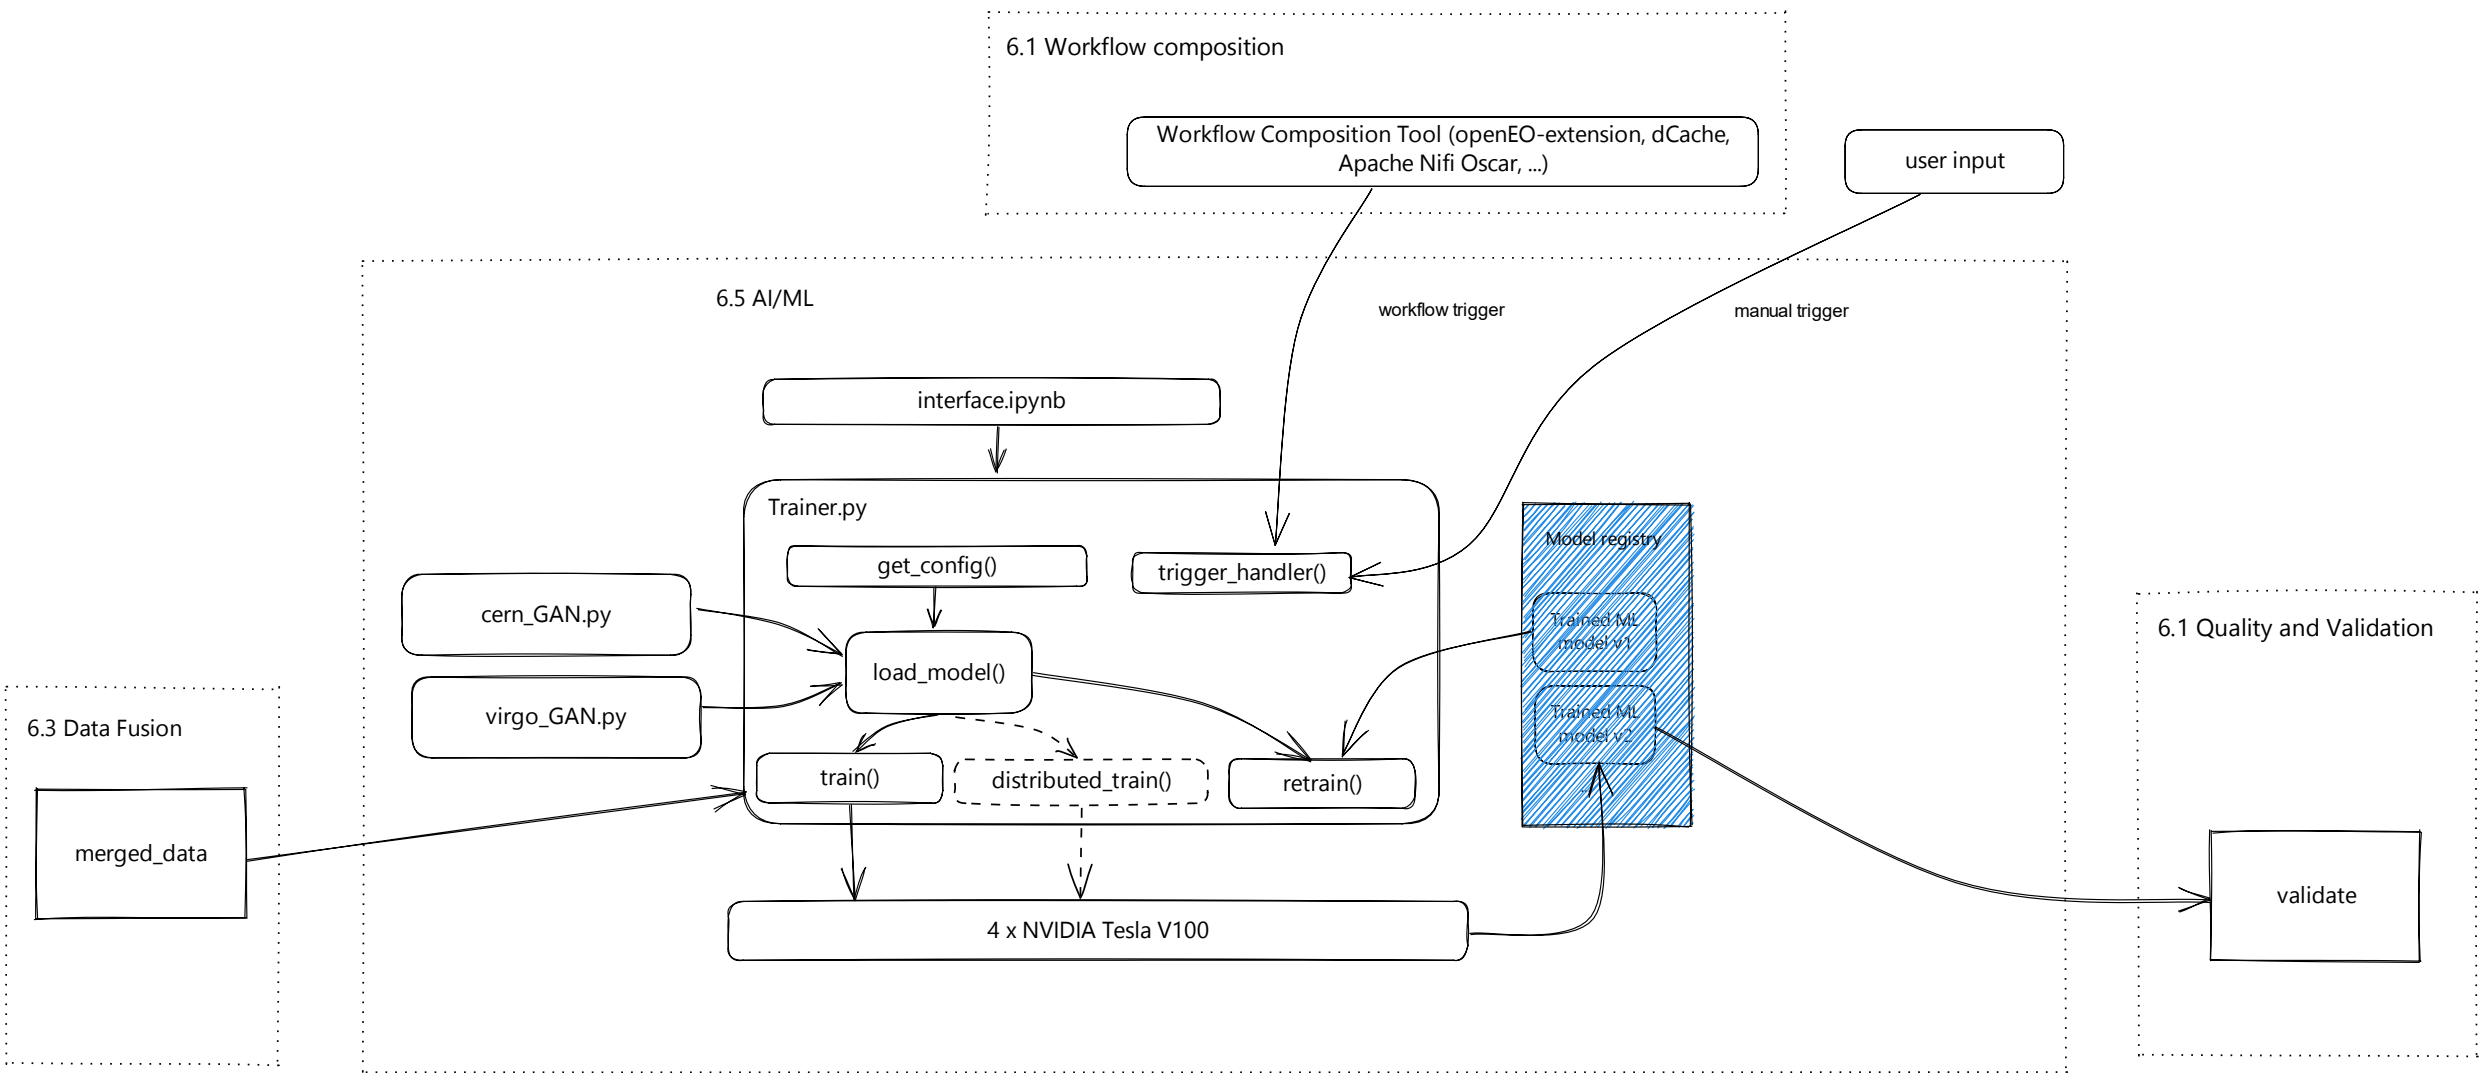 6.1 Workflow composition
Workflow Composition Tool (openEO-extension, dCache,
Apache Nifi Oscar, ...)
user input
6.5 AI/ML
workflow trigger
manual trigger
interface.ipynb
Trainer.py
get_config()
trigger_handler()
Model registry
cern_GAN.py
load_model()
Trained ML
model v1
6.1 Quality and Validation
virgo_GAN.py
Trained ML
model v2
6.3 Data Fusion
train()
distributed_train()
retrain()
...
merged_data
validate
4 x NVIDIA Tesla V100